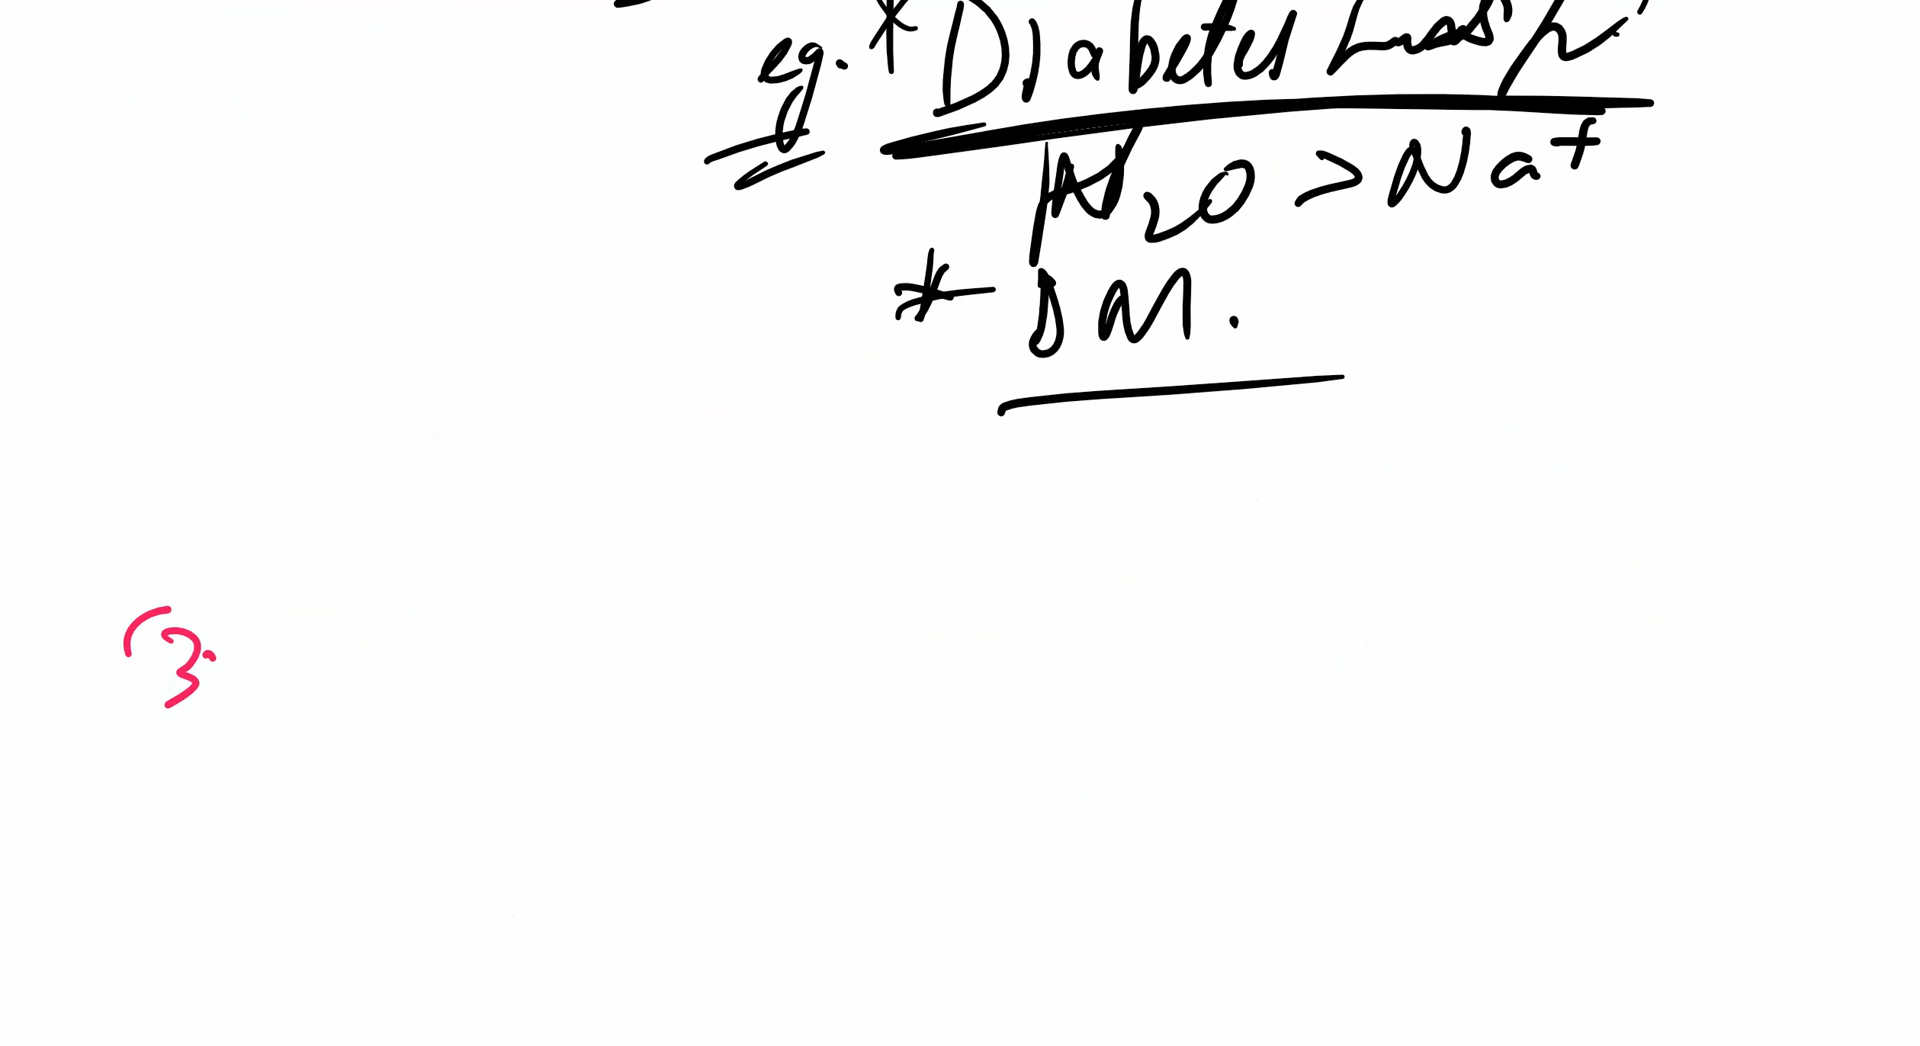 eg. * Diabetes
H₂O > Na⁺
* DM.
(3.